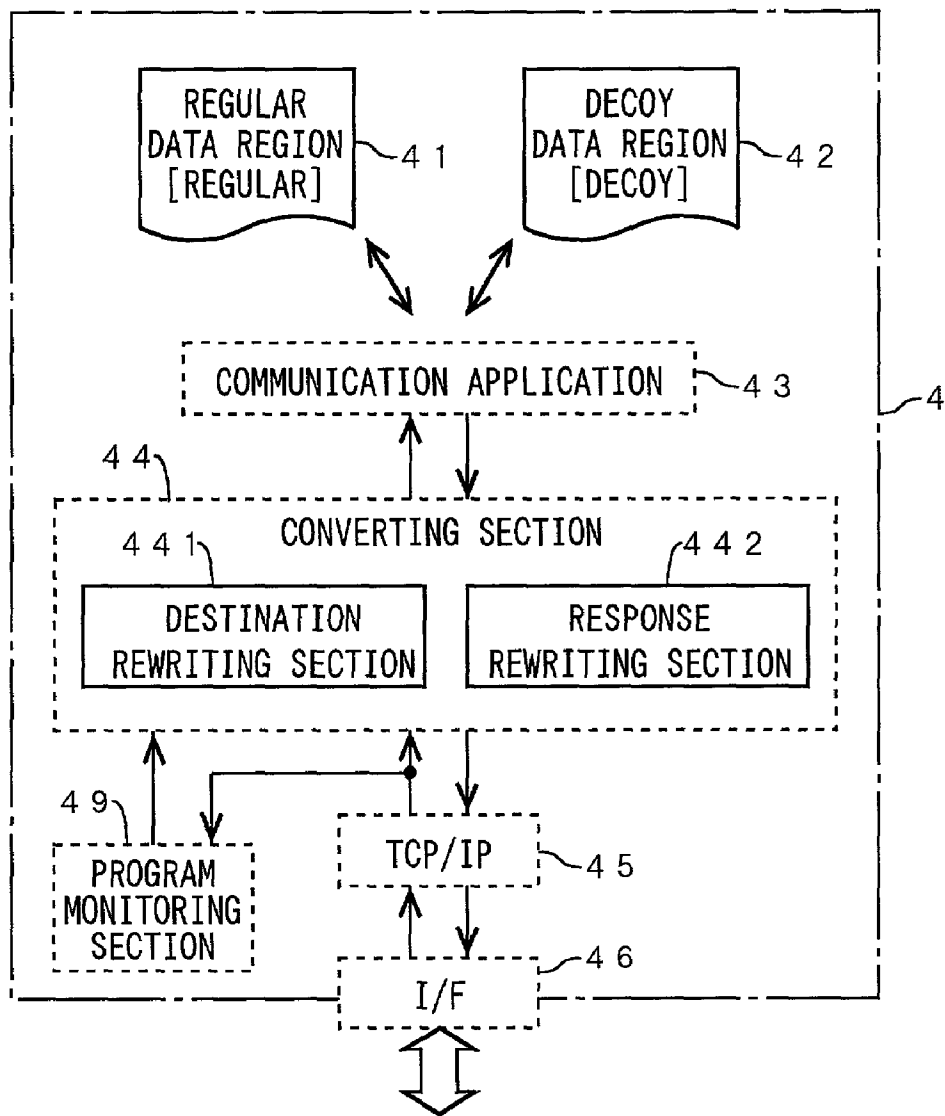 REGULAR
DATA REGION
[REGULAR]
41
DECOY
DATA REGION
[DECOY]
42
COMMUNICATION APPLICATION
43
4
44
CONVERTING SECTION
441
DESTINATION
REWRITING SECTION
442
RESPONSE
REWRITING SECTION
49
PROGRAM
MONITORING
SECTION
TCP/IP
45
I/F
46